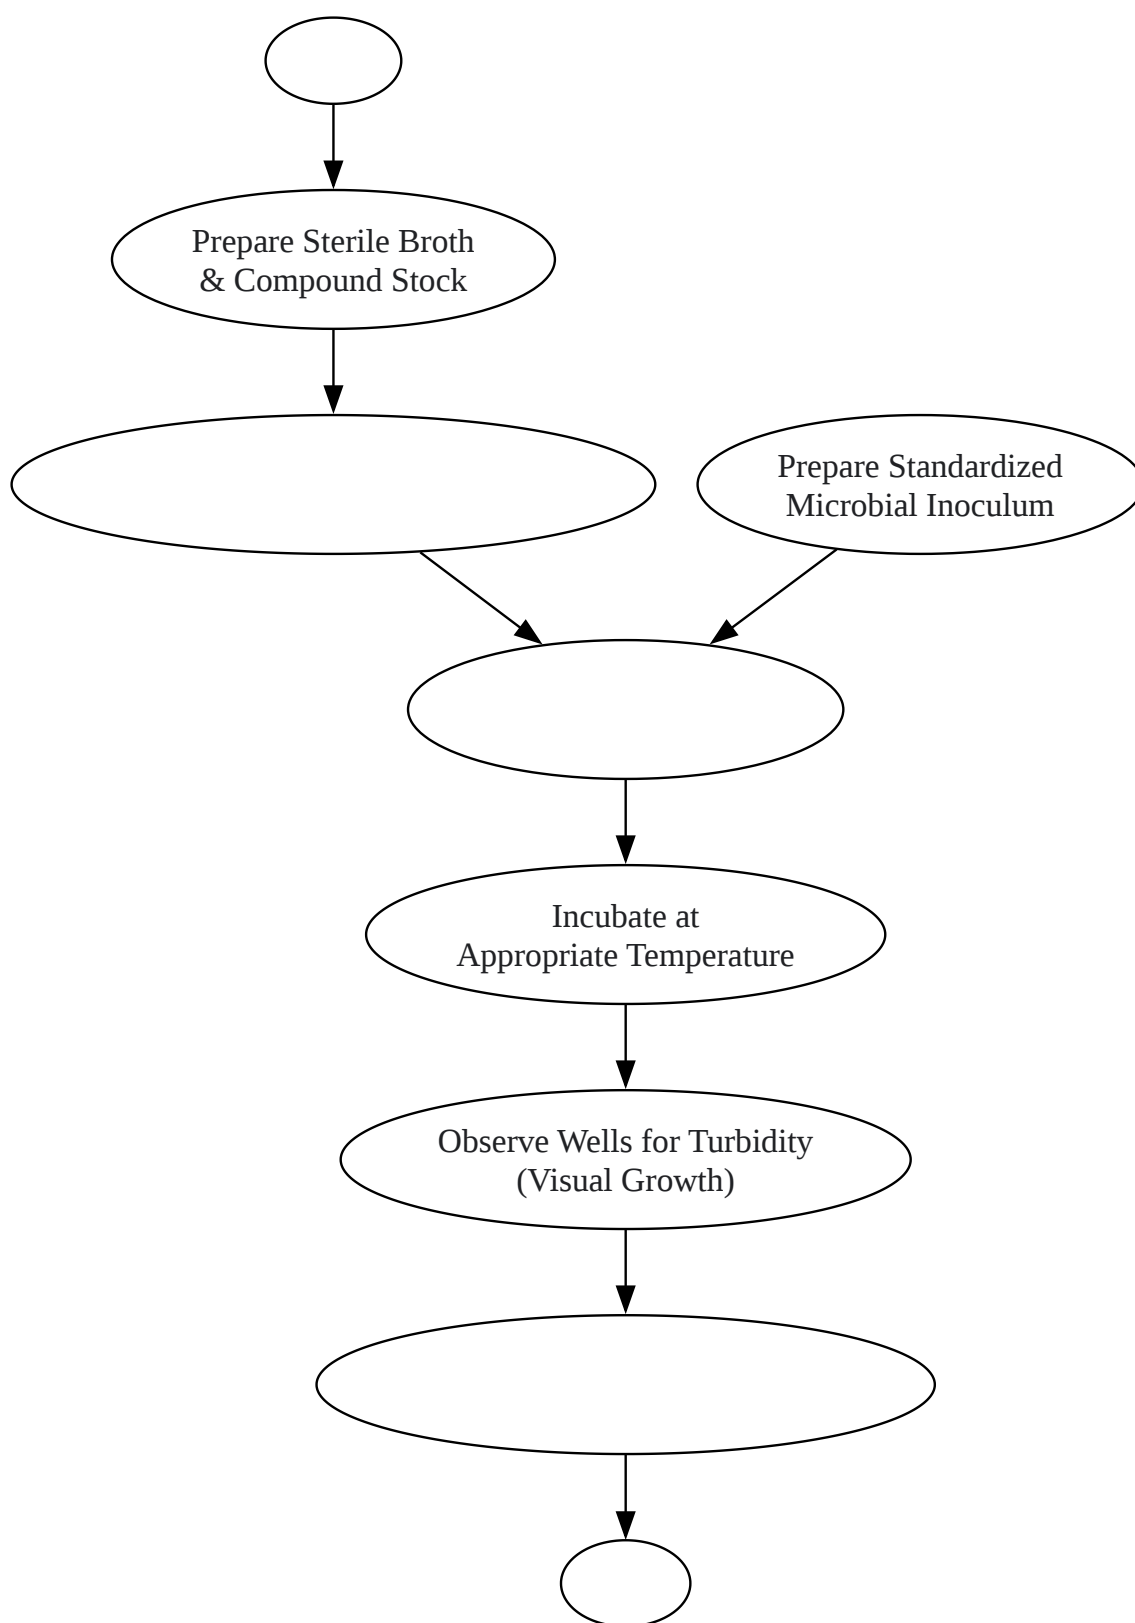 Prepare Sterile Broth
& Compound Stock
Prepare Standardized
Microbial Inoculum
Incubate at
Appropriate Temperature
Observe Wells for Turbidity
(Visual Growth)